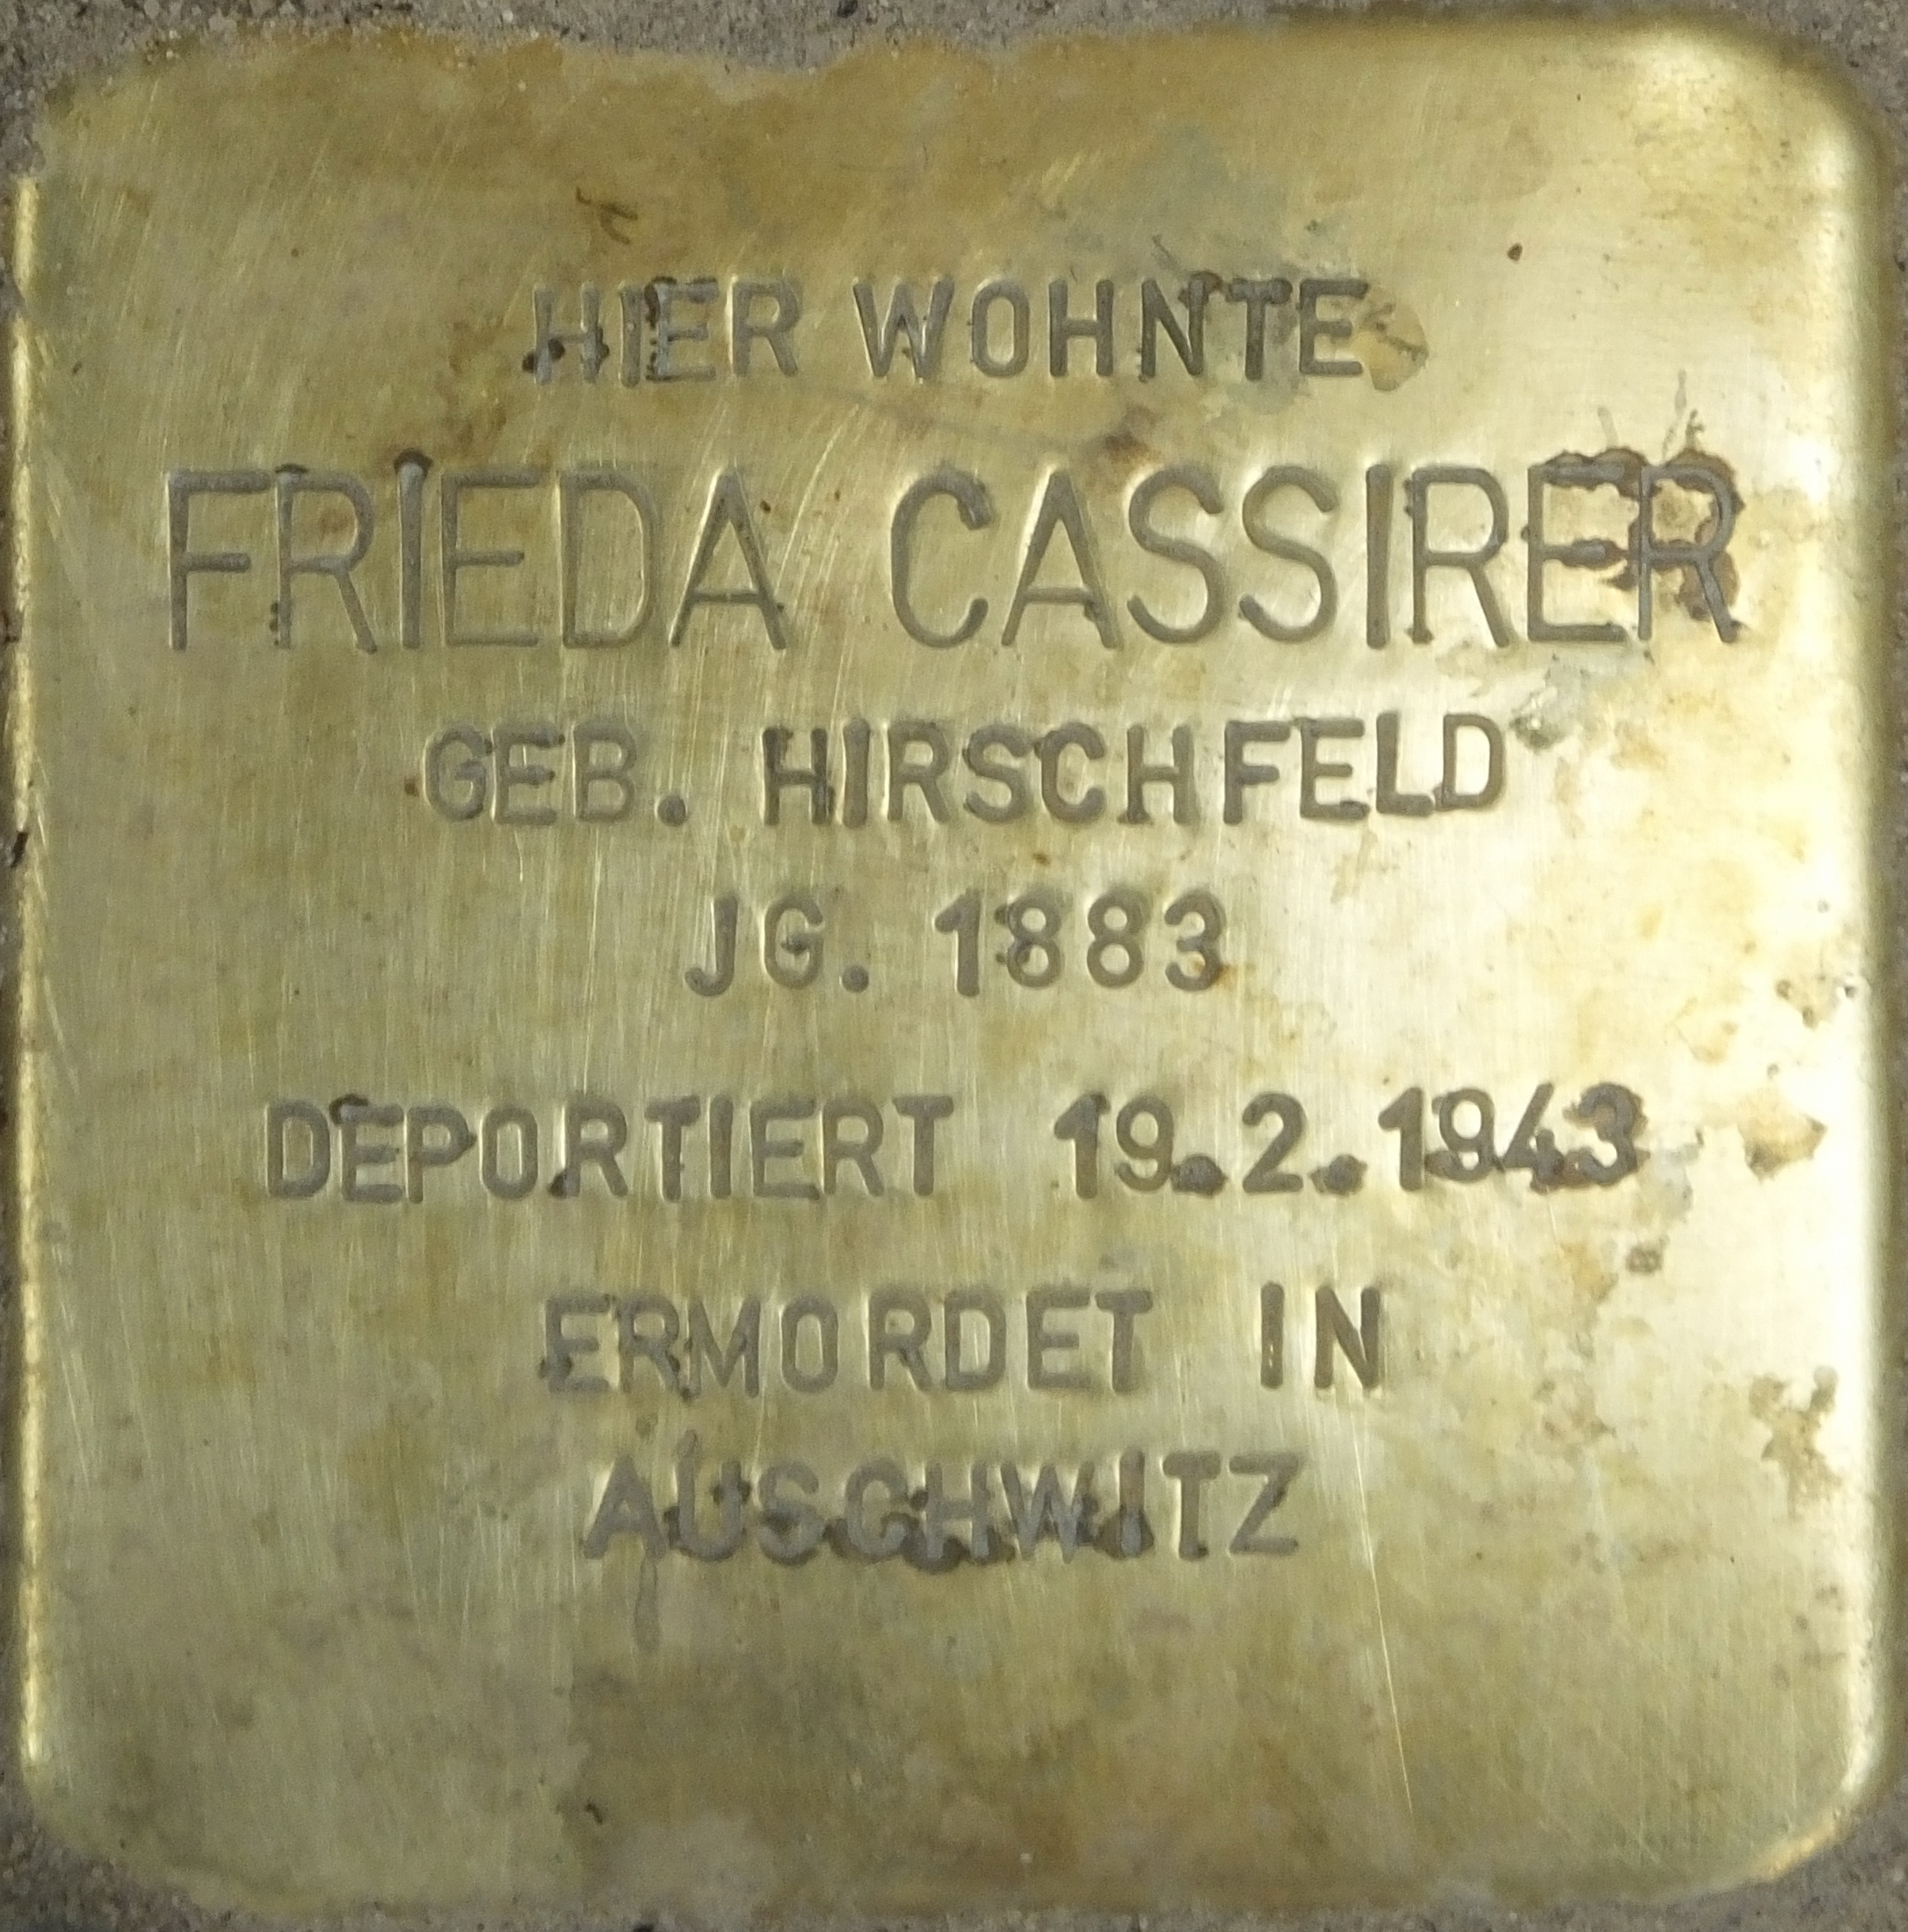 HIER WOHNTE
FRIEDA CASSIRER
GEB. HIRSCHFELD
JG. 1883
DEPORTIERT 19.2.1943
ERMORDET IN
AUSCHWITZ